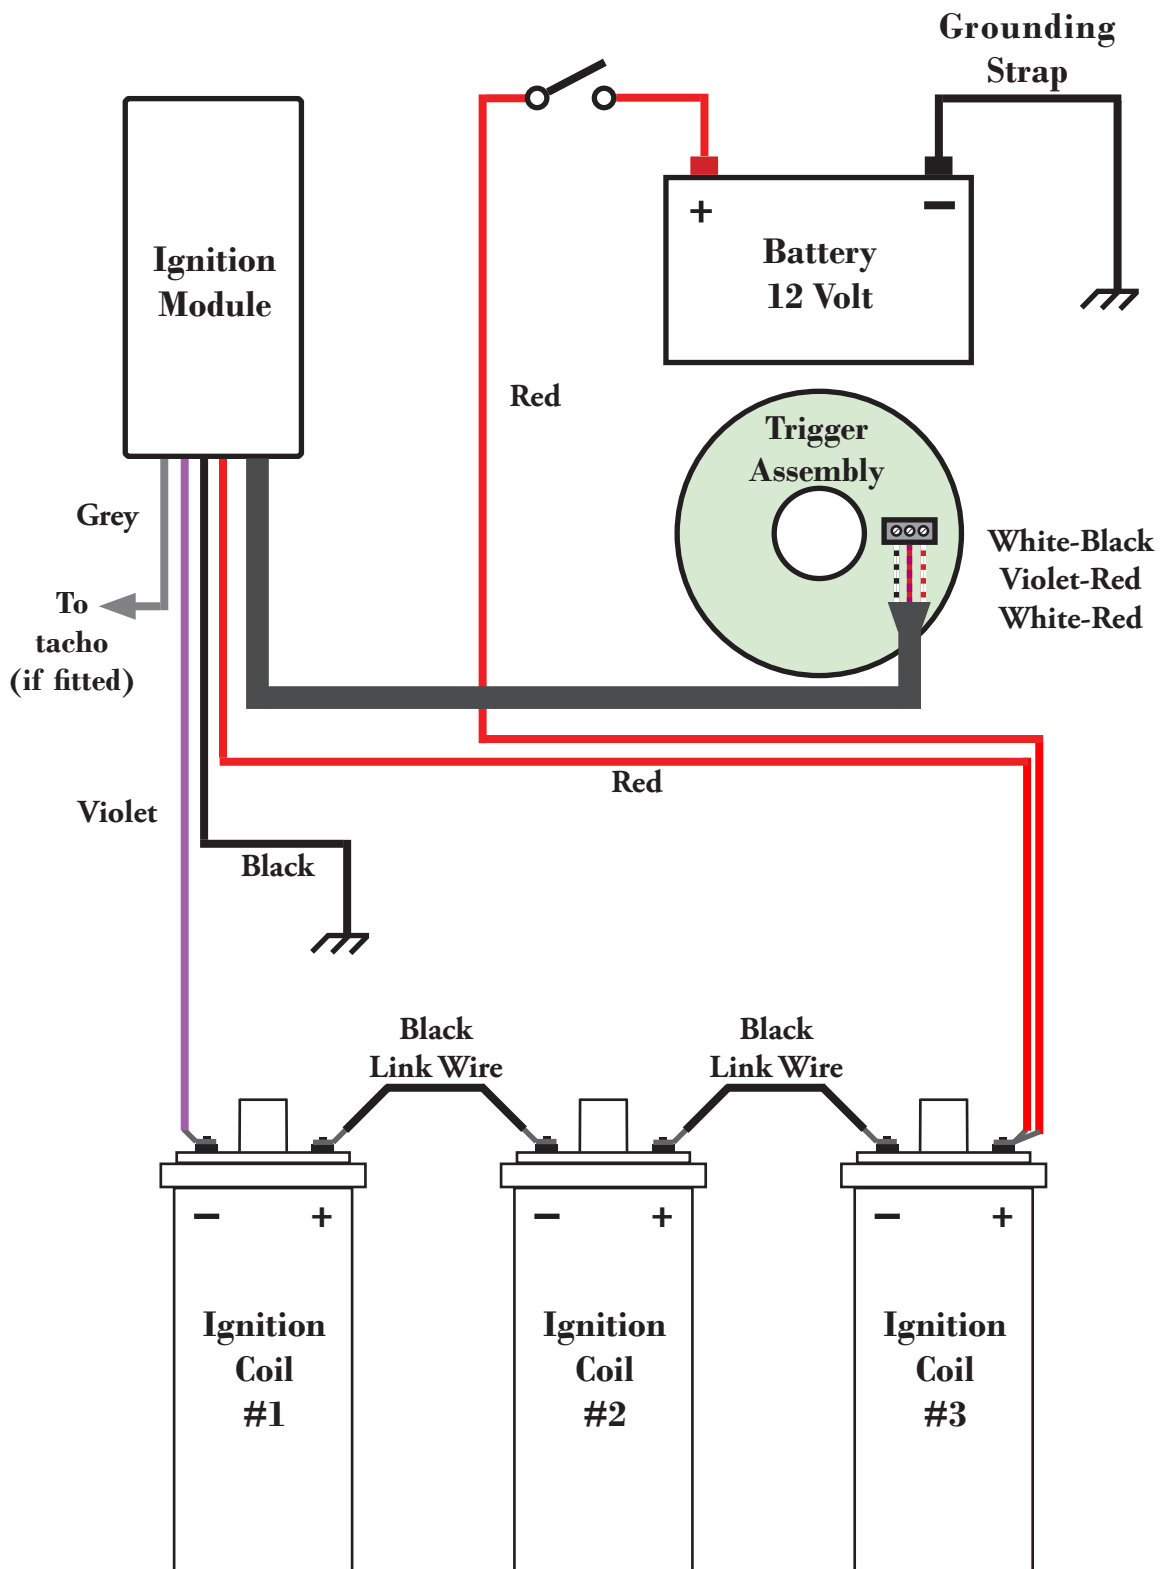 Grounding
Strap
Ignition
Module
+
−
Battery
12 Volt
Red
Trigger
Assembly
Grey
White-Black
Violet-Red
White-Red
To
tacho
(if fitted)
Red
Violet
Black
Black
Link Wire
Black
Link Wire
− +
− +
− +
Ignition
Coil
#1
Ignition
Coil
#2
Ignition
Coil
#3